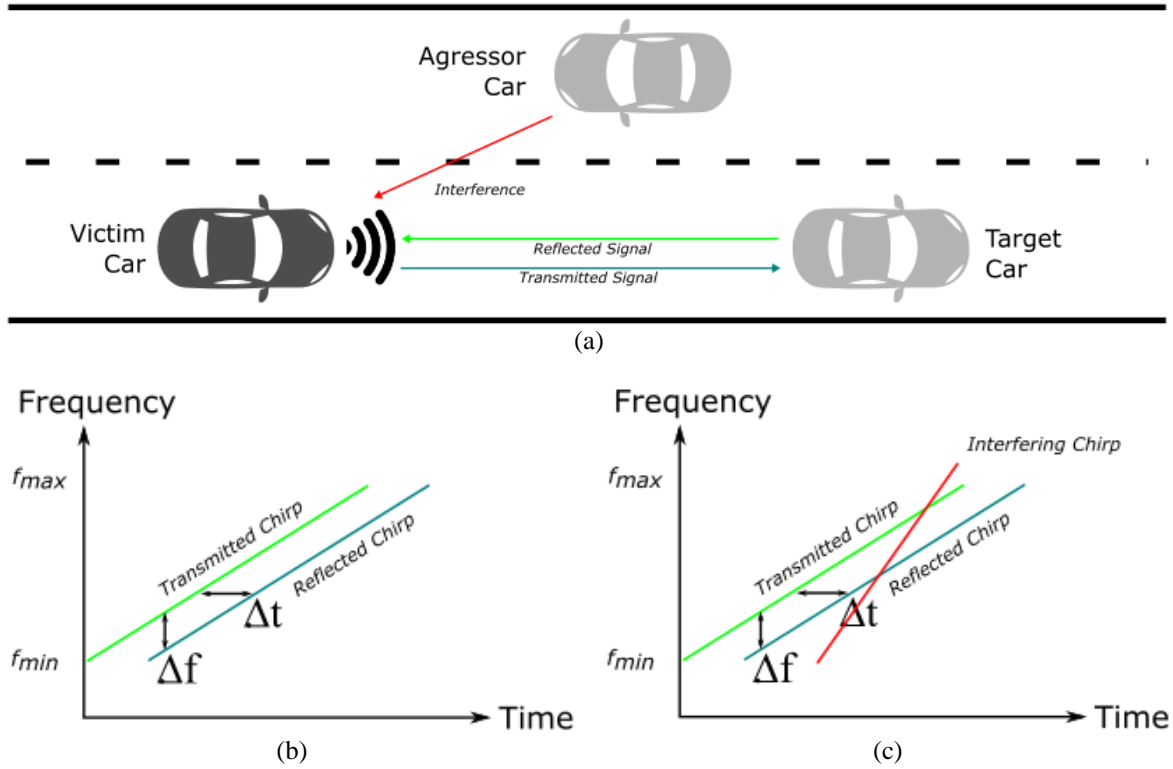 Agressor
Car
Interference
Victim
Car
Reflected Signal
Transmitted Signal
Target
Car
(a)
Frequency
fmax
Transmitted Chirp
Reflected Chirp
Δt
fmin
Δf
Time
(b)
Frequency
Interfering Chirp
fmax
Transmitted Chirp
Reflected Chirp
Δt
fmin
Δf
Time
(c)